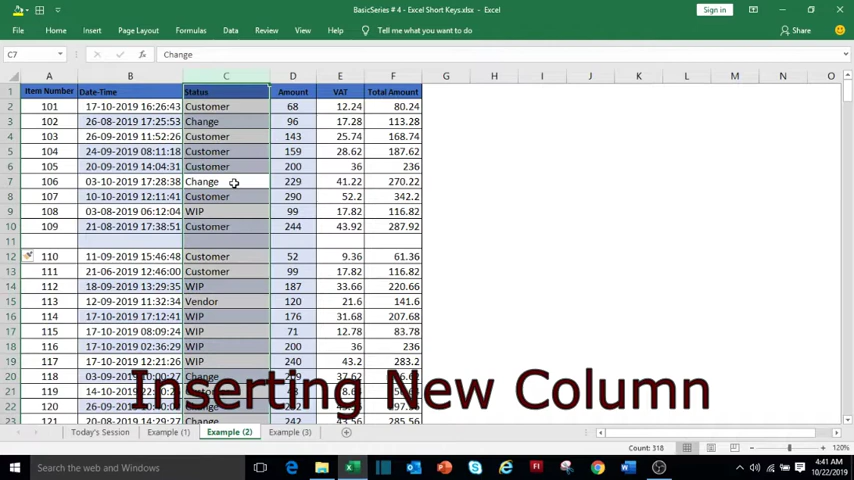 BasicSeries # 4 - Excel Short Keys.xlsx - Excel
Sign in
File Home Insert Page Layout Formulas Data Review View Help Tell me what you want to do Share
C7 fx Change
A B C D E F G H I J K L M N O
1 Item Number Date-Time Status Amount VAT Total Amount
2 101 17-10-2019 16:26:43 Customer 68 12.24 80.24
3 102 26-08-2019 17:25:53 Change 96 17.28 113.28
4 103 26-09-2019 11:52:26 Customer 143 25.74 168.74
5 104 24-09-2019 08:11:18 Customer 159 28.62 187.62
6 105 20-09-2019 14:04:31 Customer 200 36 236
7 106 03-10-2019 17:28:38 Change 229 41.22 270.22
8 107 10-10-2019 12:11:41 Customer 290 52.2 342.2
9 108 03-08-2019 06:12:04 WIP 99 17.82 116.82
10 109 21-08-2019 17:38:51 Customer 244 43.92 287.92
11
12 110 11-09-2019 15:46:48 Customer 52 9.36 61.36
13 111 21-06-2019 12:46:00 Customer 99 17.82 116.82
14 112 18-09-2019 13:29:35 WIP 187 33.66 220.66
15 113 12-09-2019 11:32:34 Vendor 120 21.6 141.6
16 114 17-10-2019 17:12:41 WIP 176 31.68 207.68
17 115 17-10-2019 08:09:24 WIP 71 12.78 83.78
18 116 17-10-2019 02:36:29 WIP 200 36 236
19 117 17-10-2019 12:21:26 WIP 240 43.2 283.2
20 118 03-09-2019 10:00:27 Change 37.62
21 119
22 120
23 121 20-08-2019 14:29:27 Change 242 43.56 285.56
Inserting New Column
Today's Session Example (1) Example (2) Example (3)
Count: 318 120%
Search the web and Windows
4:41 AM
10/22/2019